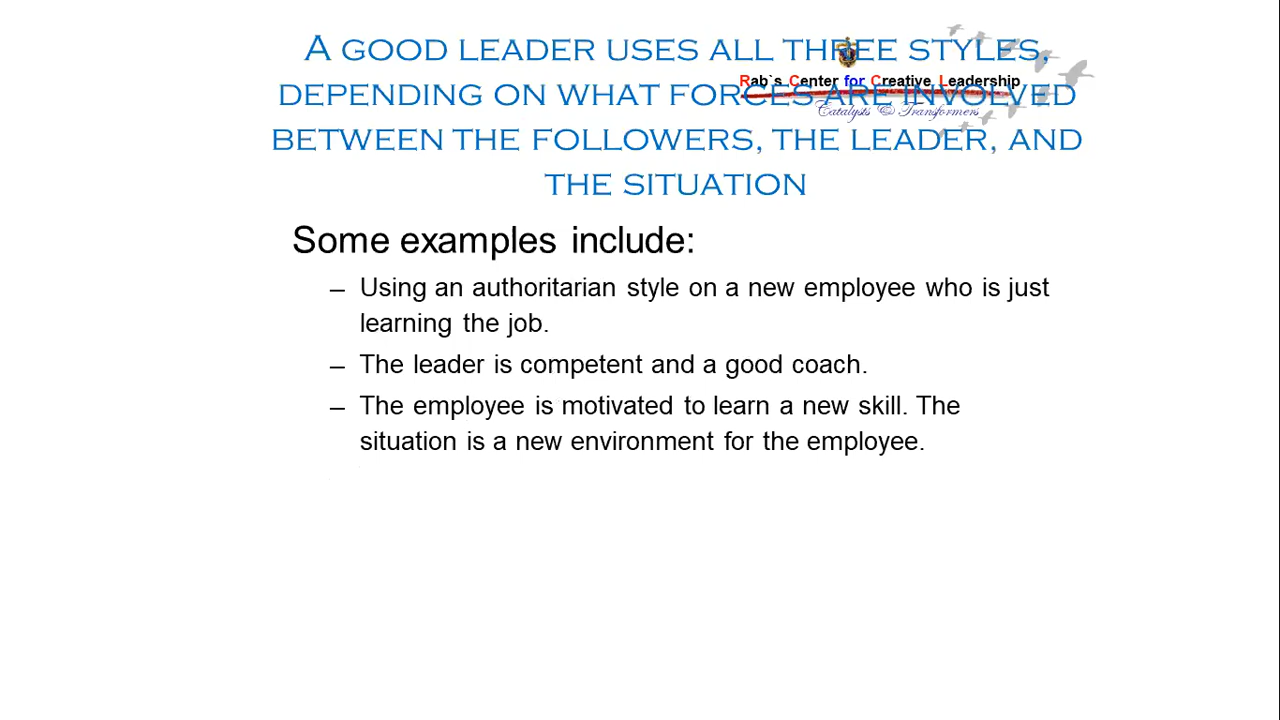 A GOOD LEADER USES ALL THREE STYLES,
Rab`s Center for Creative Leadership
DEPENDING ON WHAT FORCES ARE INVOLVED
Catalysts & Transformers
BETWEEN THE FOLLOWERS, THE LEADER, AND
THE SITUATION
Some examples include:
– Using an authoritarian style on a new employee who is just
learning the job.
– The leader is competent and a good coach.
– The employee is motivated to learn a new skill. The
situation is a new environment for the employee.